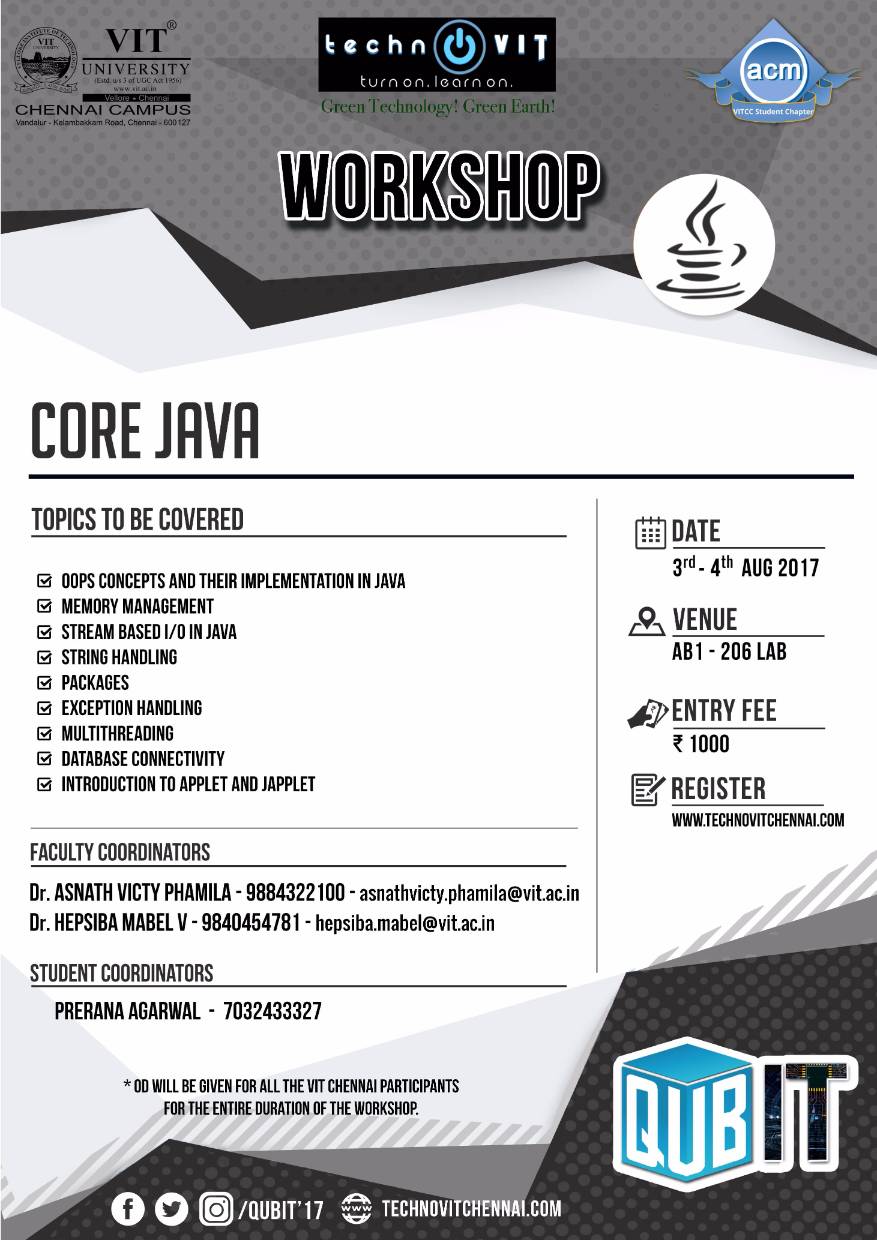 VIT®
UNIVERSITY
(Estd. u/s 3 of UGC Act 1956)
www.vit.ac.in
Vellore • Chennai
CHENNAI CAMPUS
Vandalur - Kelambakkam Road, Chennai - 600 127
technoVIT
turn on. learn on.
Green Technology! Green Earth!
acm
VITCC Student Chapter
WORKSHOP
CORE JAVA
TOPICS TO BE COVERED
OOPS CONCEPTS AND THEIR IMPLEMENTATION IN JAVA
MEMORY MANAGEMENT
STREAM BASED I/O IN JAVA
STRING HANDLING
PACKAGES
EXCEPTION HANDLING
MULTITHREADING
DATABASE CONNECTIVITY
INTRODUCTION TO APPLET AND JAPPLET
DATE
3rd - 4th AUG 2017
VENUE
AB1 - 206 LAB
ENTRY FEE
₹ 1000
REGISTER
WWW.TECHNOVITCHENNAI.COM
FACULTY COORDINATORS
Dr. ASNATH VICTY PHAMILA - 9884322100 - asnathvicty.phamila@vit.ac.in
Dr. HEPSIBA MABEL V - 9840454781 - hepsiba.mabel@vit.ac.in
STUDENT COORDINATORS
PRERANA AGARWAL - 7032433327
* OD WILL BE GIVEN FOR ALL THE VIT CHENNAI PARTICIPANTS
FOR THE ENTIRE DURATION OF THE WORKSHOP.
QUBIT
/QUBIT'17 WWW TECHNOVITCHENNAI.COM